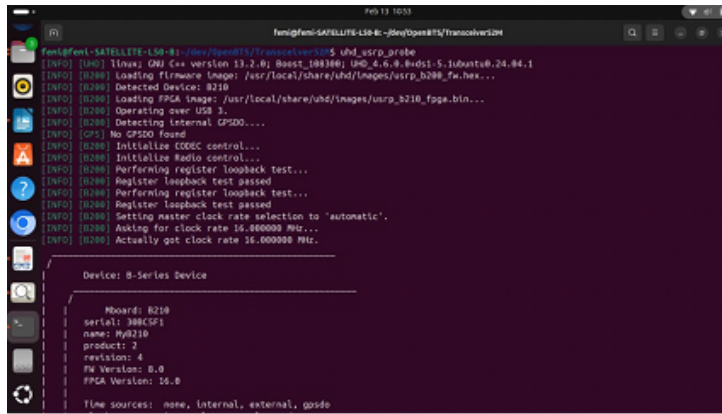 Feb 13 10:53
femi@femi-SATELLITE-L50-B: ~/dev/OpenBTS/Transceiver52M
femi@femi-SATELLITE-L50-B:~/dev/OpenBTS/Transceiver52M$ uhd_usrp_probe
[INFO] [UHD] linux; GNU C++ version 13.2.0; Boost_108300; UHD_4.6.0.0+ds1-5.1ubuntu0.24.04.1
[INFO] [B200] Loading firmware image: /usr/local/share/uhd/images/usrp_b200_fw.hex...
[INFO] [B200] Detected Device: B210
[INFO] [B200] Loading FPGA image: /usr/local/share/uhd/images/usrp_b210_fpga.bin...
[INFO] [B200] Operating over USB 3.
[INFO] [B200] Detecting internal GPSDO....
[INFO] [GPS] No GPSDO found
[INFO] [B200] Initialize CODEC control...
[INFO] [B200] Initialize Radio control...
[INFO] [B200] Performing register loopback test...
[INFO] [B200] Register loopback test passed
[INFO] [B200] Performing register loopback test...
[INFO] [B200] Register loopback test passed
[INFO] [B200] Setting master clock rate selection to 'automatic'.
[INFO] [B200] Asking for clock rate 16.000000 MHz...
[INFO] [B200] Actually got clock rate 16.000000 MHz.
Device: B-Series Device
Mboard: B210
serial: 30BC5F1
name: MyB210
product: 2
revision: 4
FW Version: 8.0
FPGA Version: 16.0
Time sources: none, internal, external, gpsdo